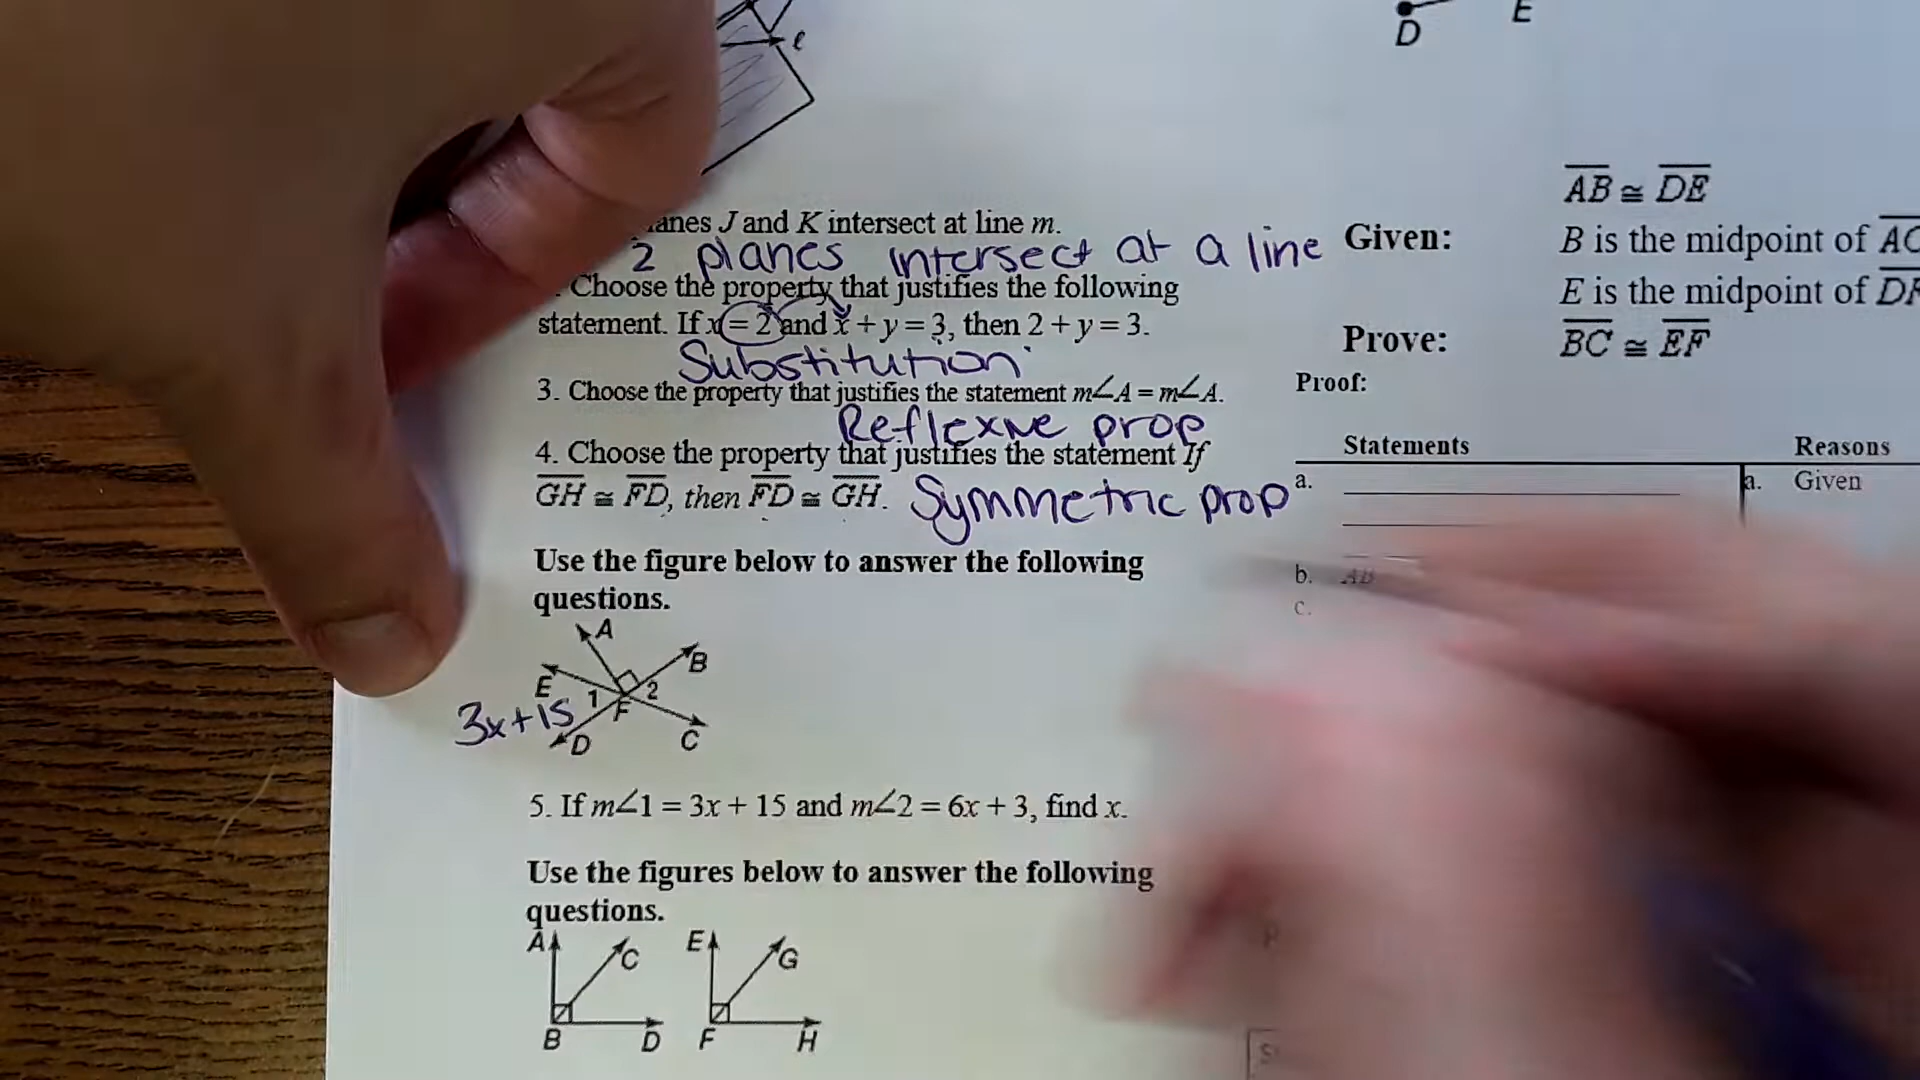 ℓ
D E
J and K intersect at line m.
2 planes intersect at a line
Choose the property that justifies the following
statement. If x = 2 and x + y = 3, then 2 + y = 3.
Substitution
3. Choose the property that justifies the statement m∠A = m∠A.
Reflexive prop
4. Choose the property that justifies the statement If
GH ≅ FD, then FD ≅ GH. Symmetric prop
Use the figure below to answer the following
questions.
A
B
E 1 2
3x+15 F
D C
5. If m∠1 = 3x + 15 and m∠2 = 6x + 3, find x.
Use the figures below to answer the following
questions.
A C E G
B D F H
AB ≅ DE
Given: B is the midpoint of AC
E is the midpoint of
Prove: BC ≅ EF
Proof:
Statements Reasons
a. a. Given
b. AB
c.